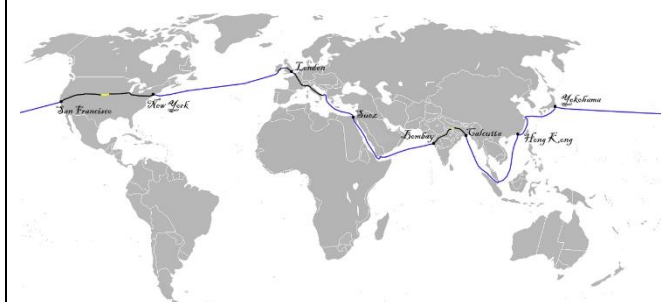 London
San Francisco
New York
Suez
Bombay
Calcutta
Yokohama
Hong Kong